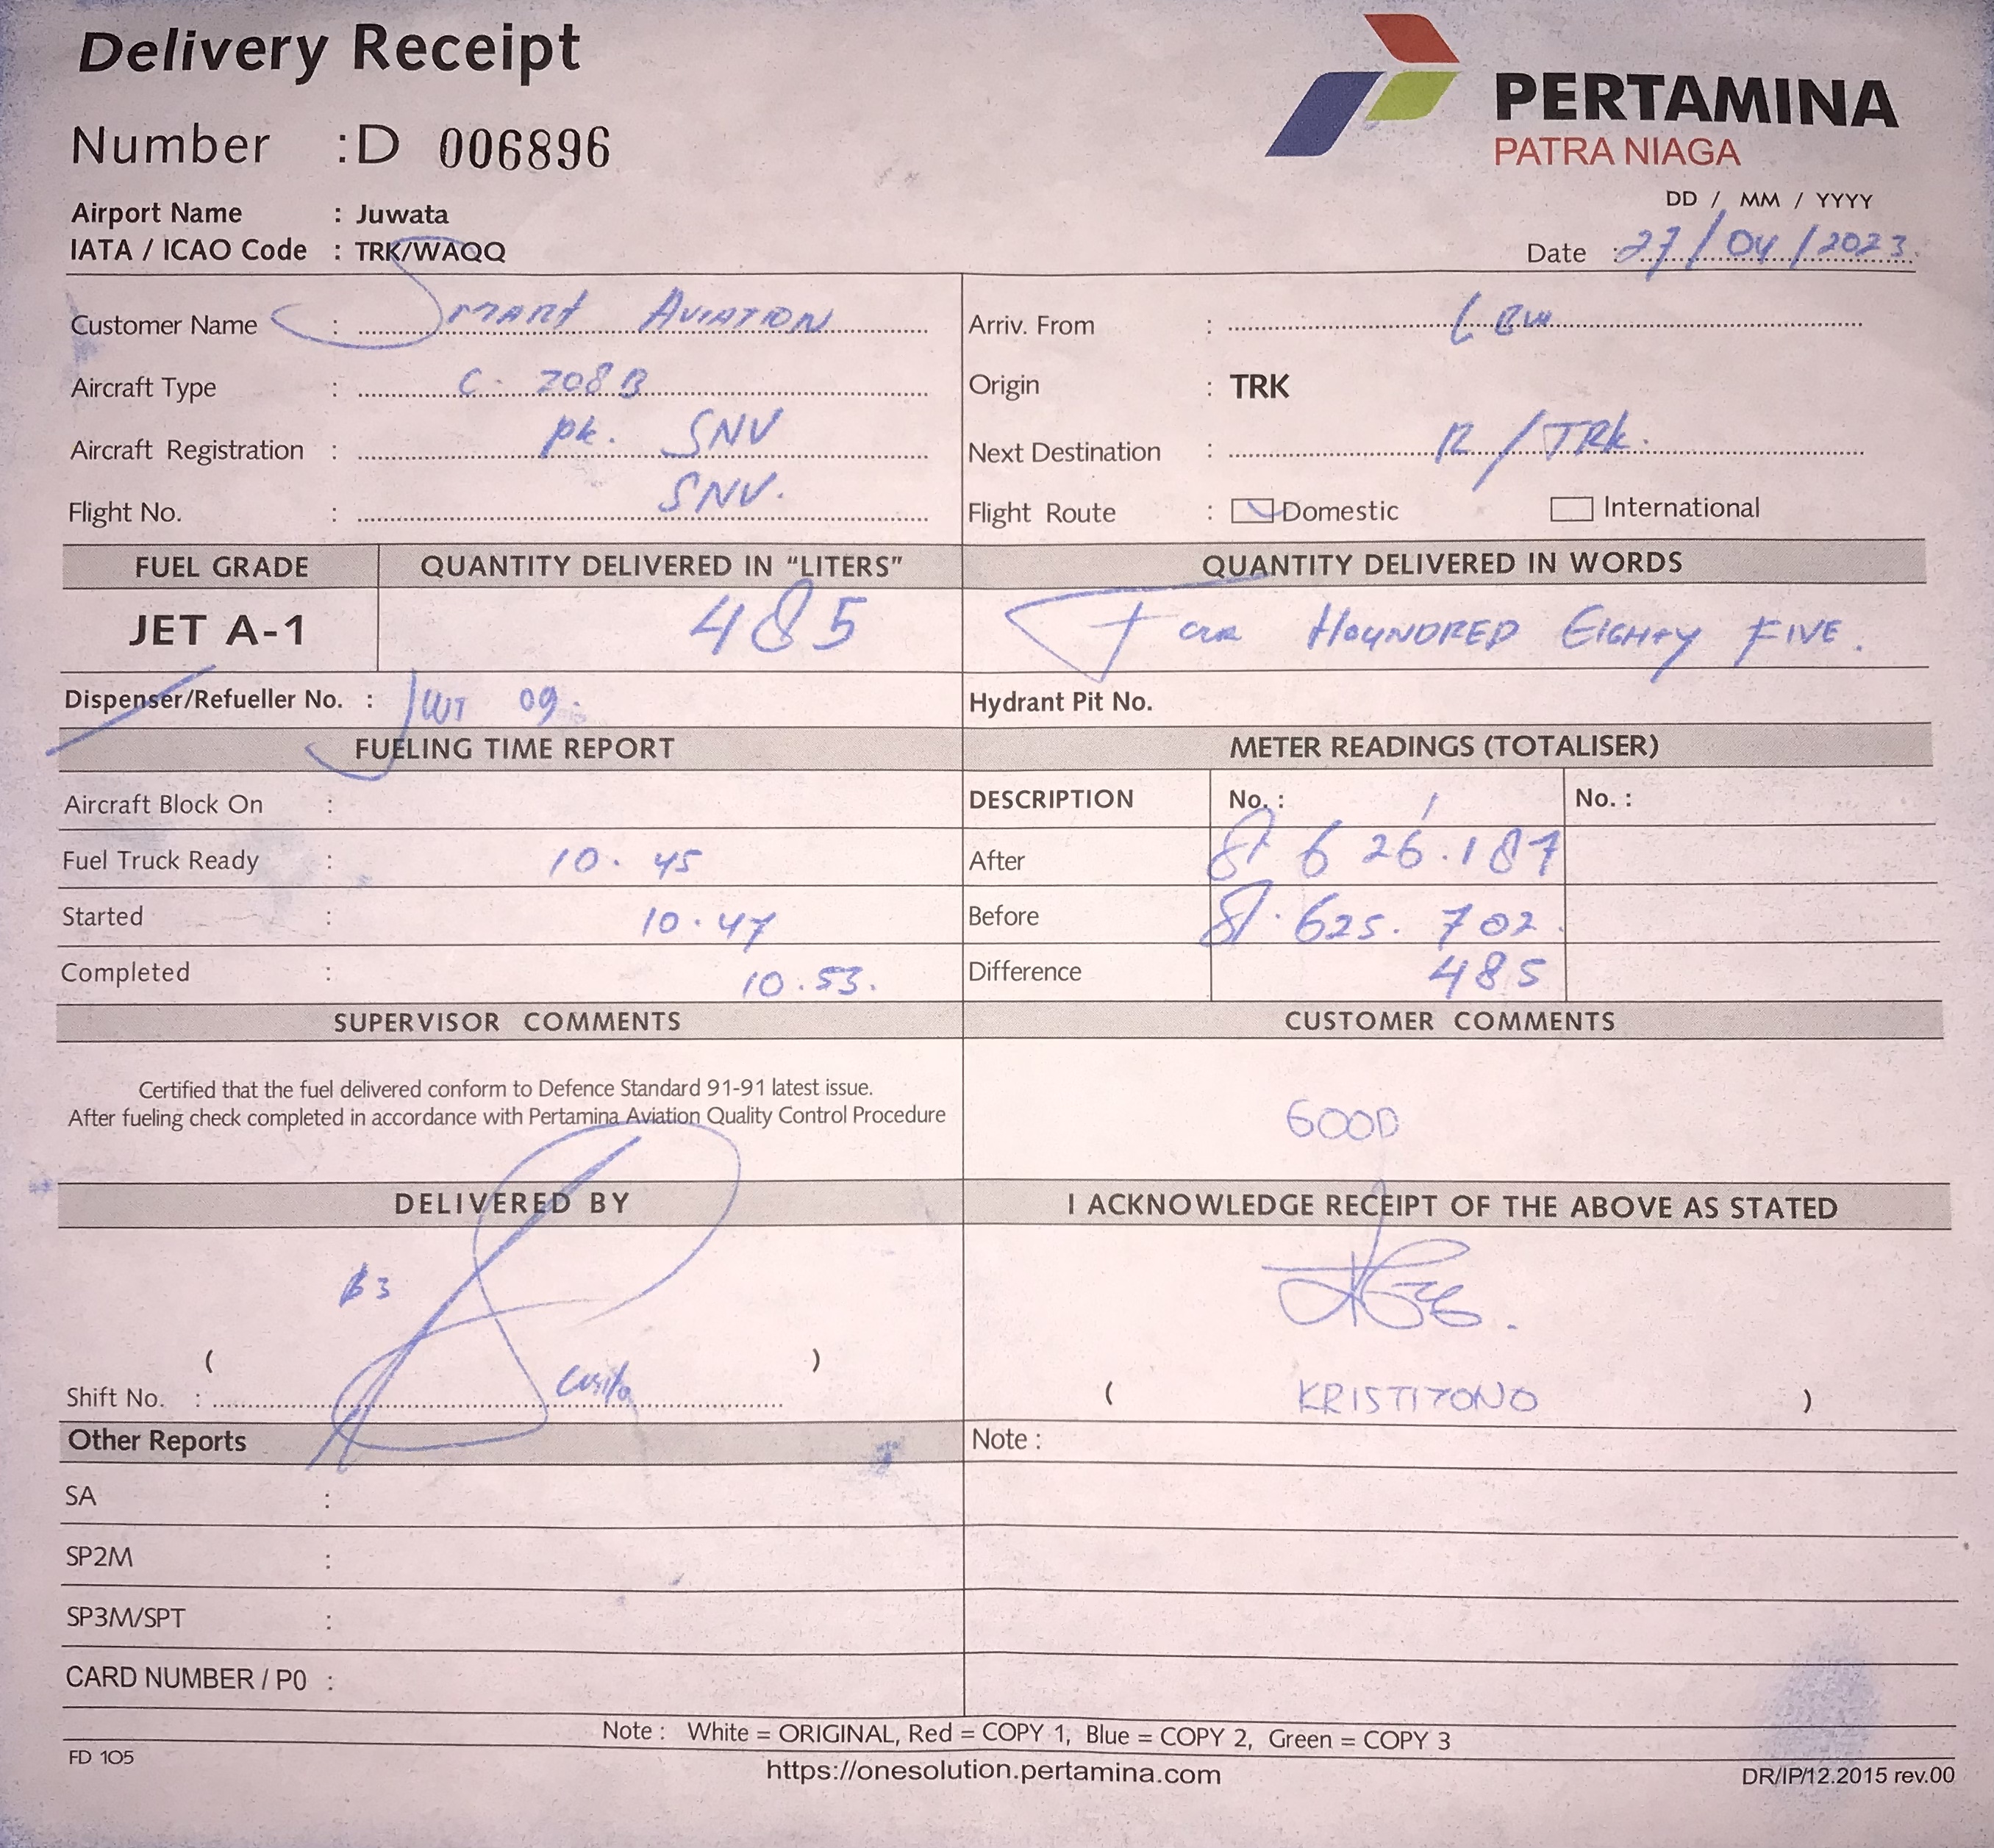 Delivery Receipt
PERTAMINA
PATRA NIAGA
Number : D 006896
Airport Name : Juwata
IATA / ICAO Code : TRK/WAQQ
DD / MM / YYYY
Date : 27/04/2023.
Customer Name : SMART AVIATION
Arriv. From :
Aircraft Type : C. 208 B
Origin : TRK
Aircraft Registration : pk. SNV
Next Destination : R/TRK.
Flight No. : SNV.
Flight Route : Domestic International
FUEL GRADE QUANTITY DELIVERED IN “LITERS” QUANTITY DELIVERED IN WORDS
JET A-1 485 Four HOUNDRED EIGHTY FIVE.
Dispenser/Refueller No. : JWT 09.
Hydrant Pit No.
FUELING TIME REPORT METER READINGS (TOTALISER)
Aircraft Block On :
DESCRIPTION No. : 1 No. :
Fuel Truck Ready : 10.45
After 626.187
Started : 10.47
Before 625.702.
Completed : 10.53.
Difference 485
SUPERVISOR COMMENTS CUSTOMER COMMENTS
Certified that the fuel delivered conform to Defence Standard 91-91 latest issue.
After fueling check completed in accordance with Pertamina Aviation Quality Control Procedure
GOOD
DELIVERED BY I ACKNOWLEDGE RECEIPT OF THE ABOVE AS STATED
( )
Shift No. :
( KRISTIYONO )
Other Reports Note :
SA :
SP2M :
SP3M/SPT :
CARD NUMBER / P0 :
Note : White = ORIGINAL, Red = COPY 1, Blue = COPY 2, Green = COPY 3
FD 105
https://onesolution.pertamina.com
DR/IP/12.2015 rev.00